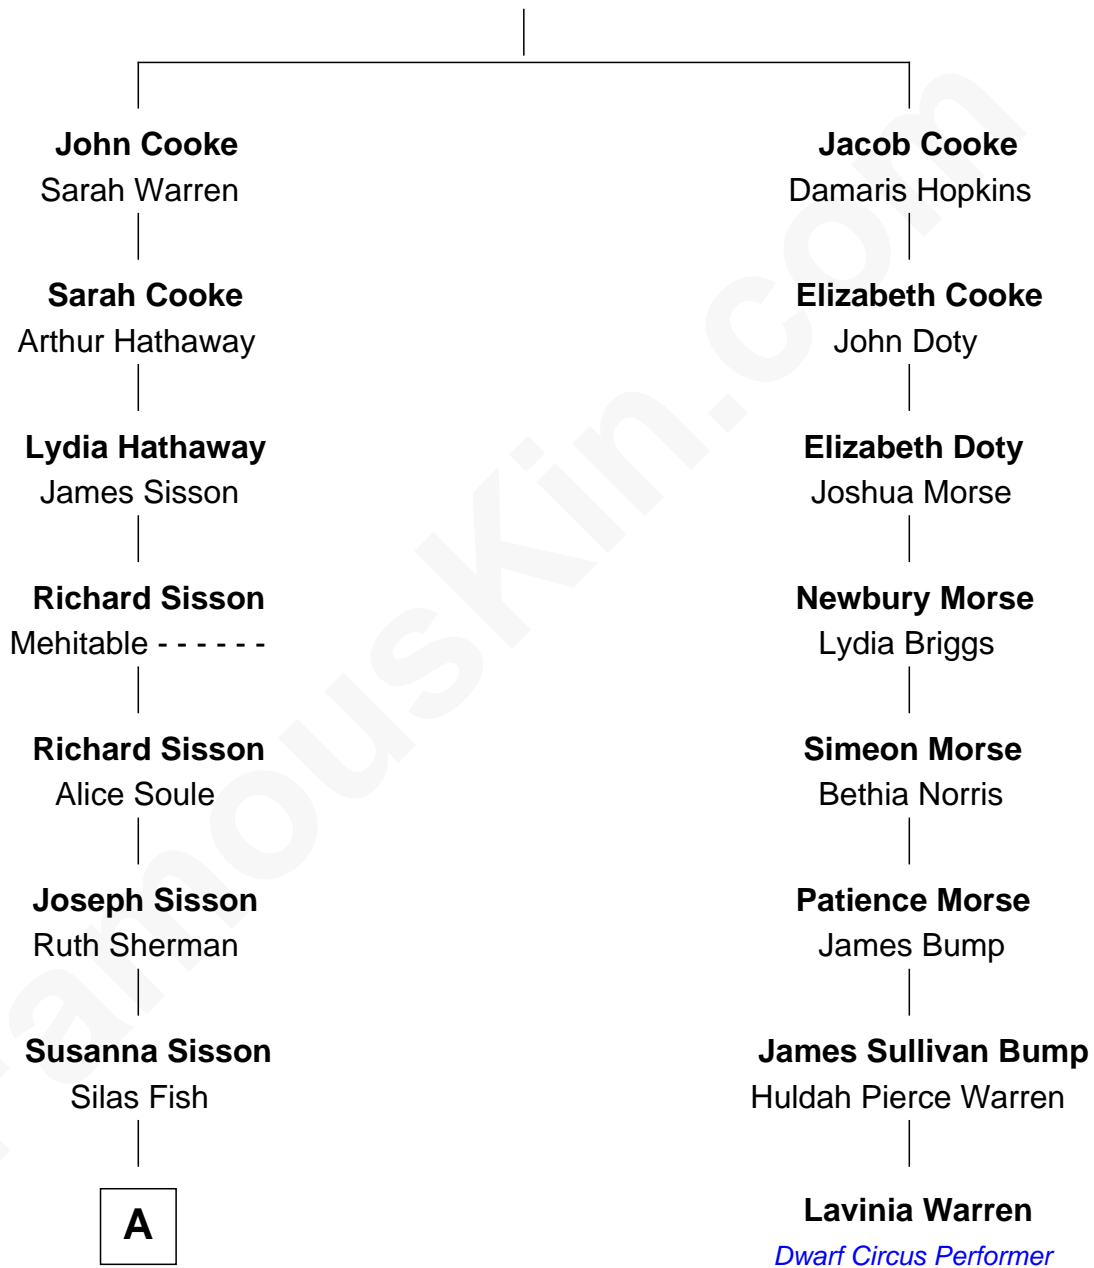 John Cooke
Sarah Warren
Sarah Cooke
Arthur Hathaway
Lydia Hathaway
James Sisson
Richard Sisson
Mehitable - - - - - -
Richard Sisson
Alice Soule
Joseph Sisson
Ruth Sherman
Susanna Sisson
Silas Fish
A
Jacob Cooke
Damaris Hopkins
Elizabeth Cooke
John Doty
Elizabeth Doty
Joshua Morse
Newbury Morse
Lydia Briggs
Simeon Morse
Bethia Norris
Patience Morse
James Bump
James Sullivan Bump
Huldah Pierce Warren
Lavinia Warren
Dwarf Circus Performer
FamousKin.com